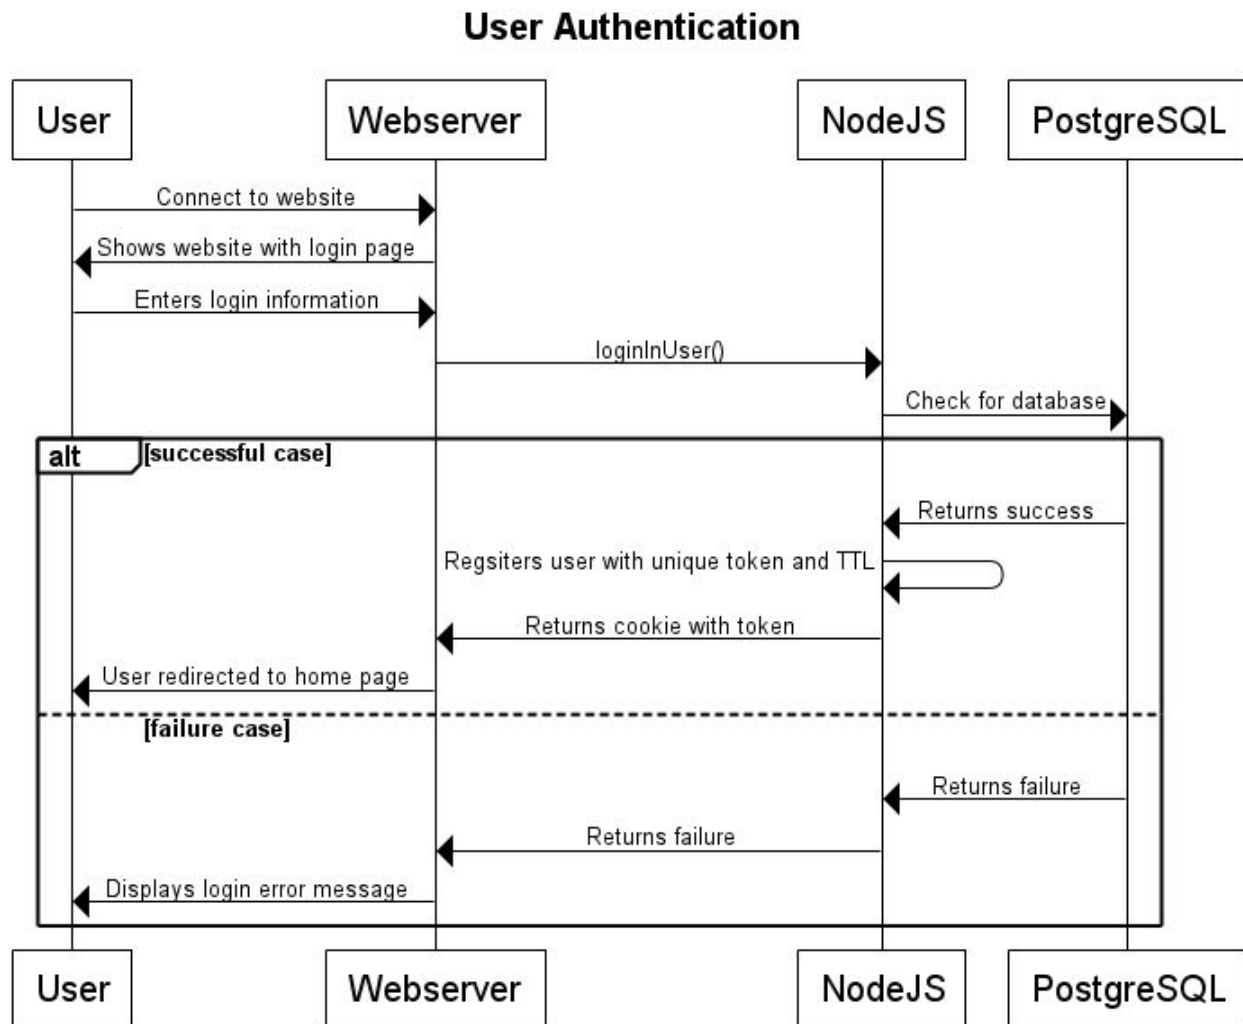 User Authentication
User
Webserver
NodeJS
PostgreSQL
Connect to website
Shows website with login page
Enters login information
loginInUser()
Check for database
alt
[successful case]
Returns success
Regsiters user with unique token and TTL
Returns cookie with token
User redirected to home page
[failure case]
Returns failure
Returns failure
Displays login error message
User
Webserver
NodeJS
PostgreSQL